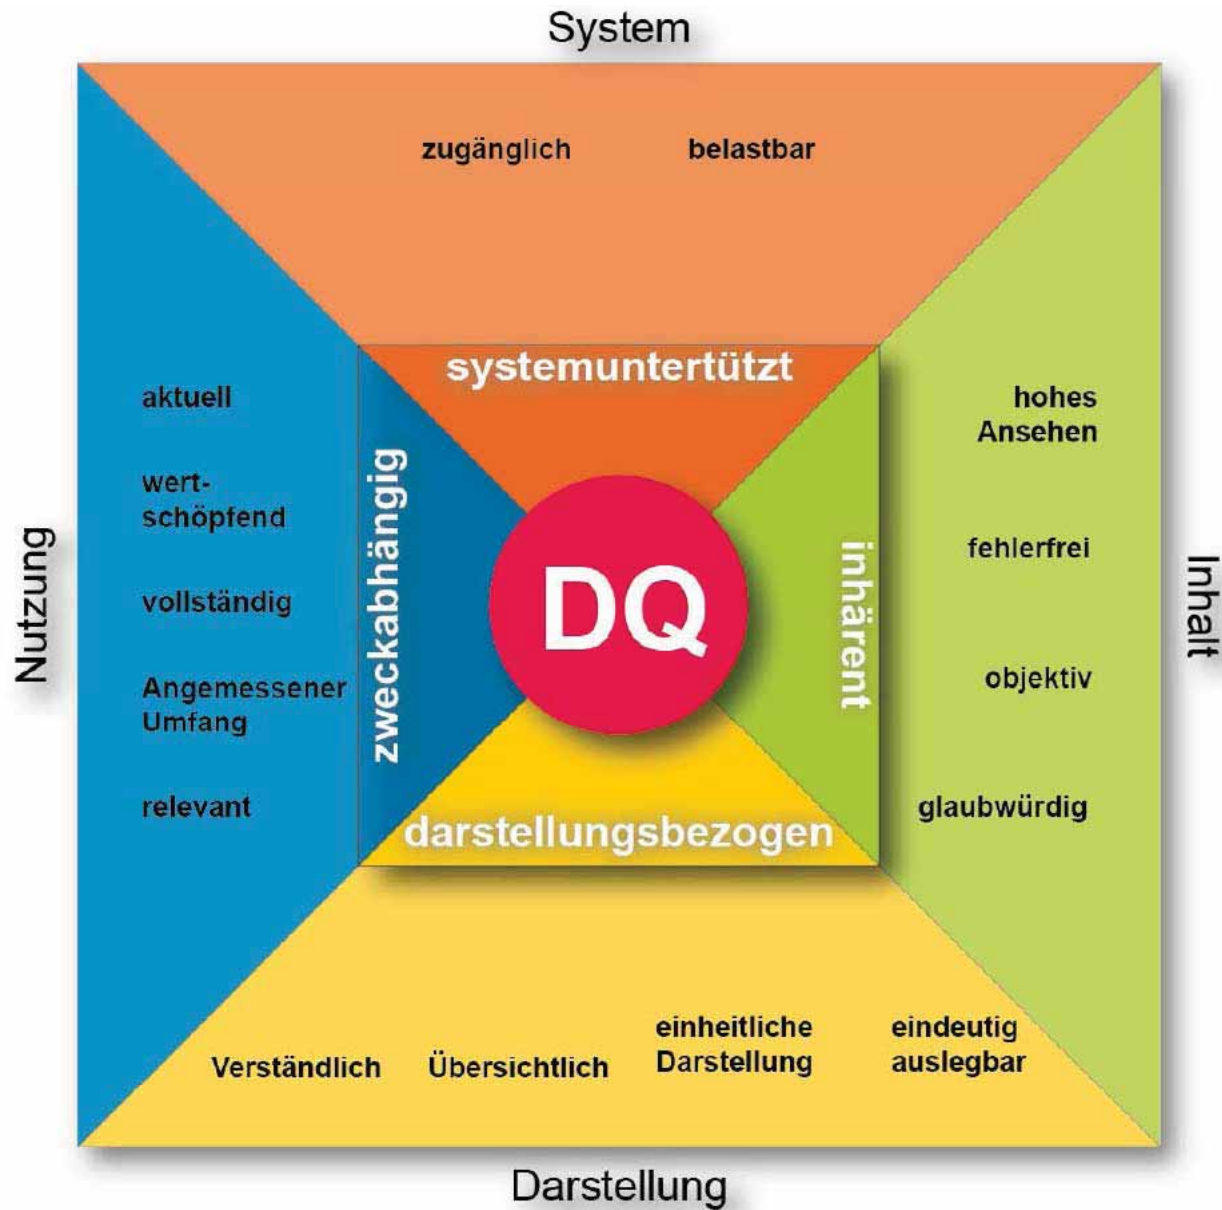 System
zugänglich belastbar
systemuntertützt
aktuell
wert-
schöpfend
vollständig
Angemessener
Umfang
relevant
Nutzung
zweckabhängig
DQ
inhärent
hohes
Ansehen
fehlerfrei
objektiv
glaubwürdig
Inhalt
darstellungsbezogen
Verständlich
Übersichtlich
einheitliche
Darstellung
eindeutig
auslegbar
Darstellung